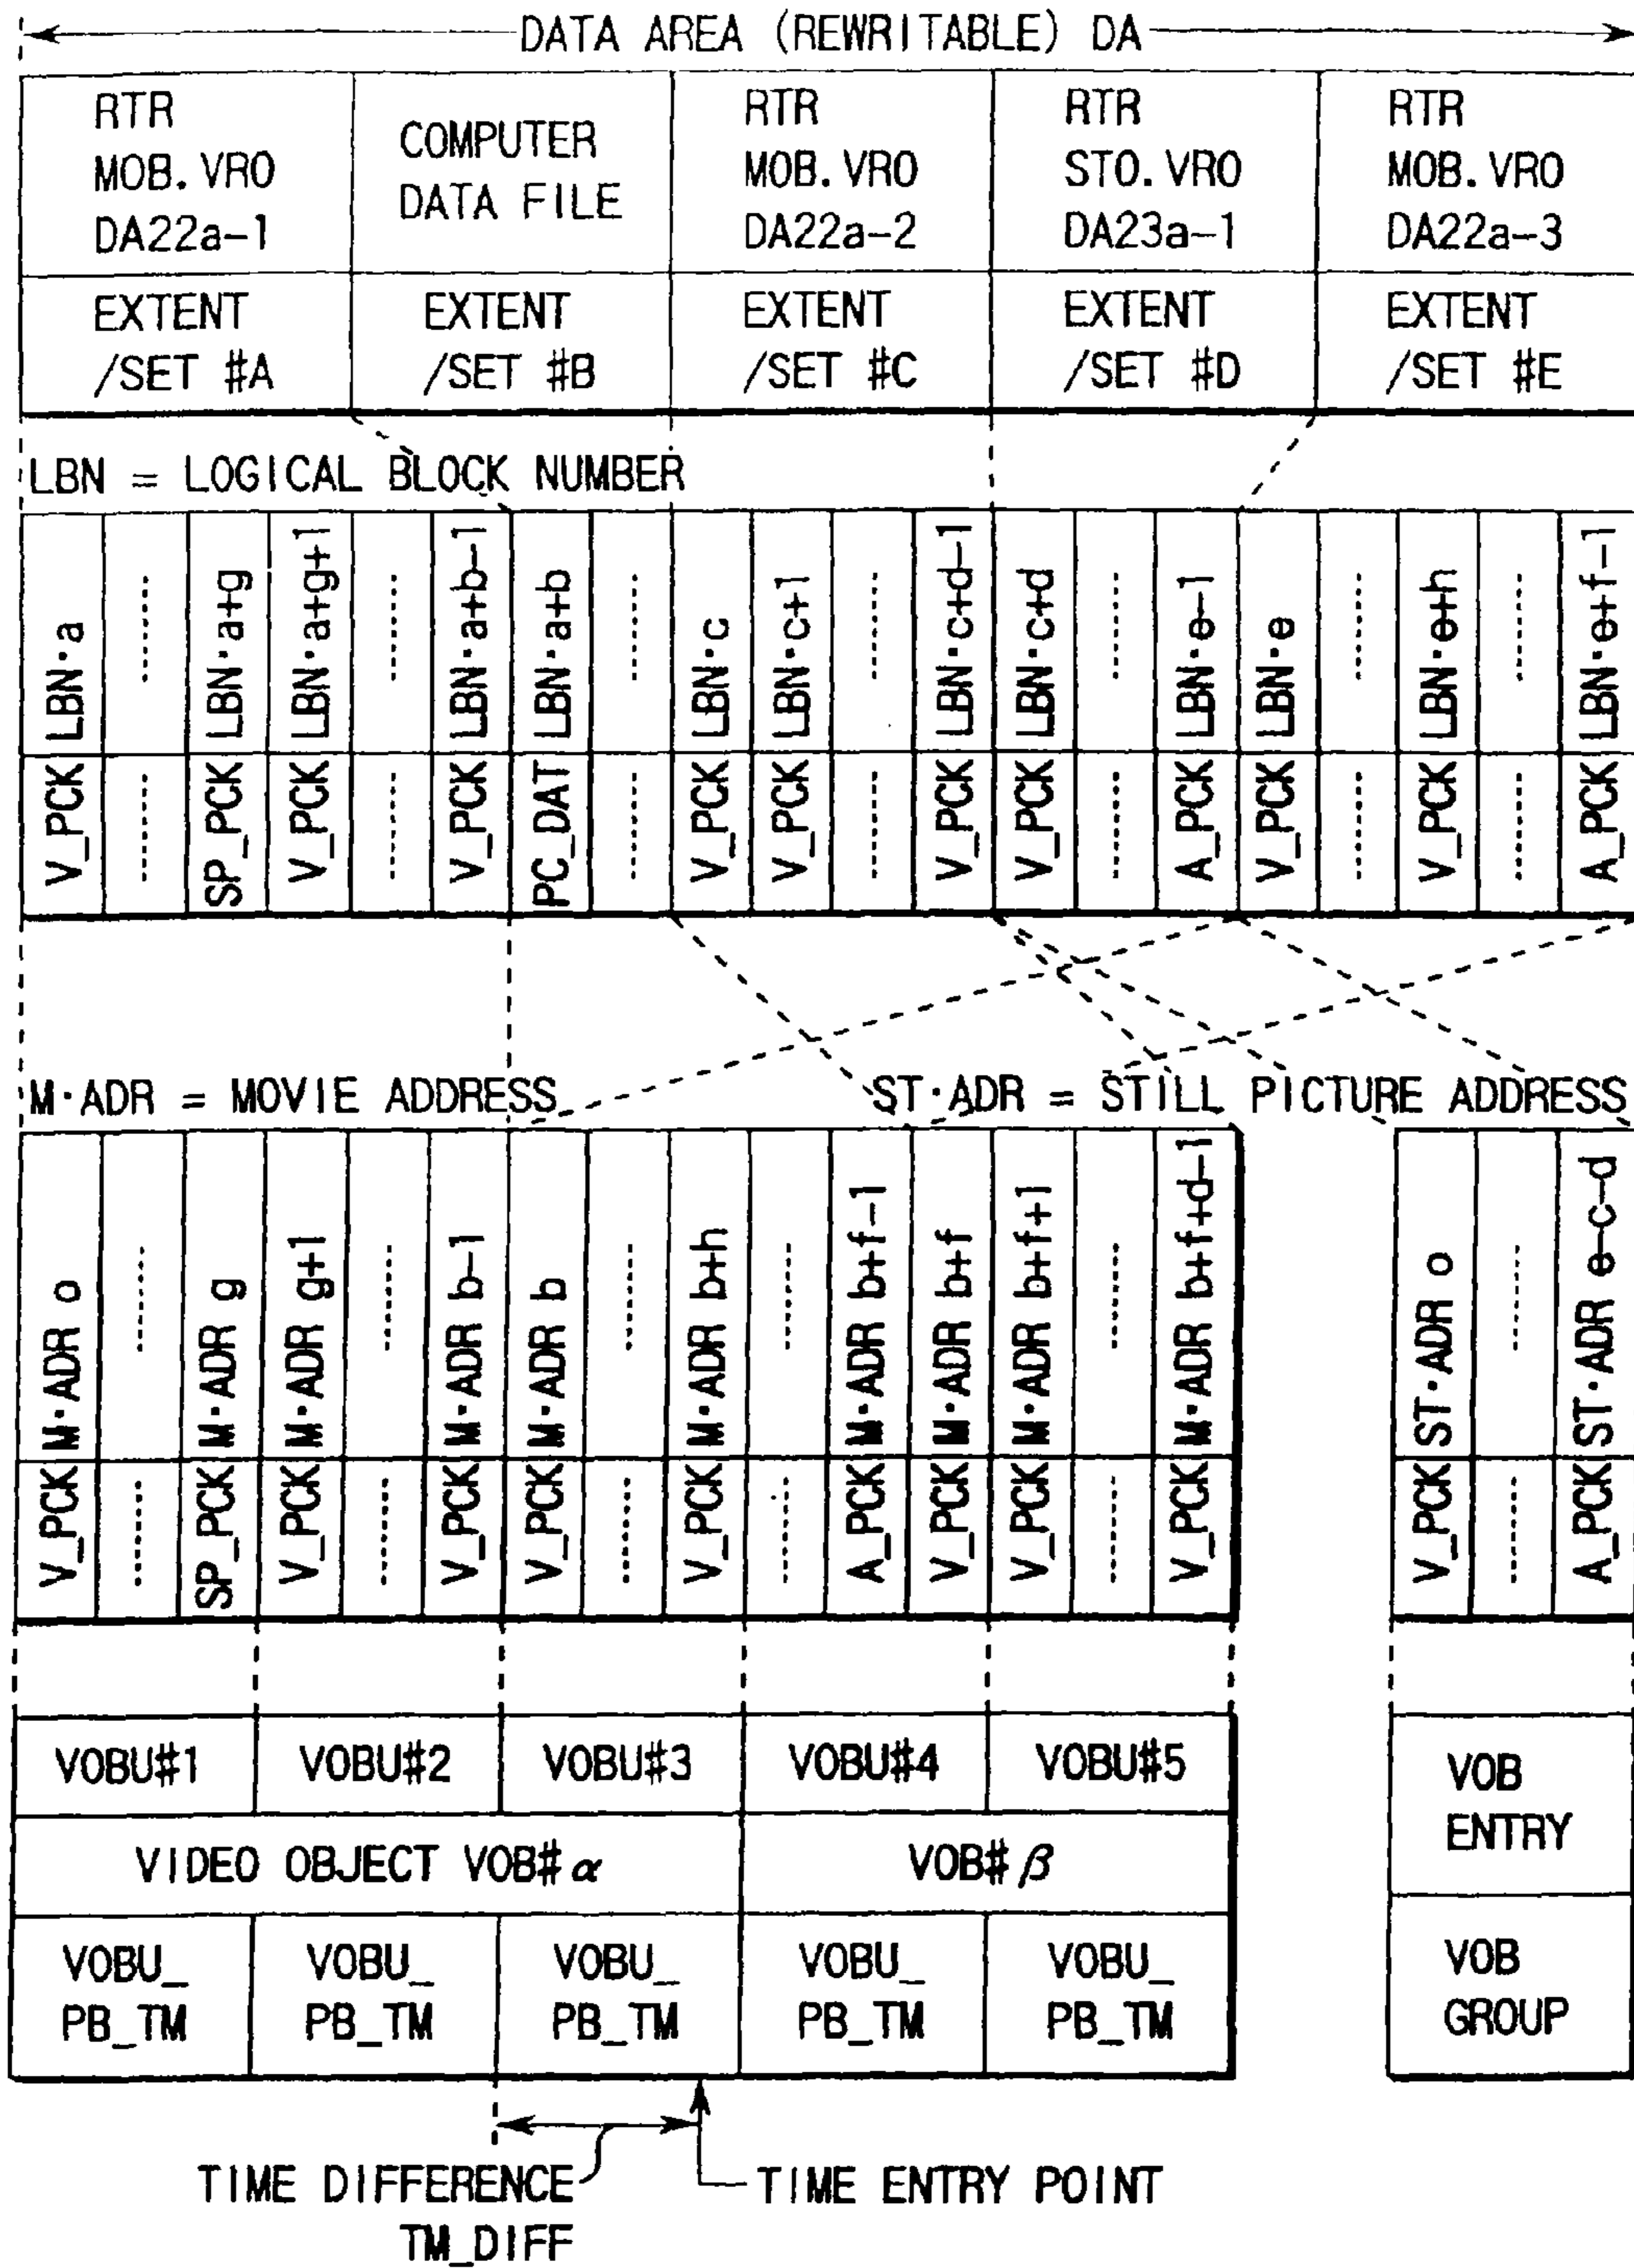 DATA AREA (REWRITABLE) DA
RTR
MOB. VRO
DA22a-1
COMPUTER
DATA FILE
RTR
MOB. VRO
DA22a-2
RTR
STO. VRO
DA23a-1
RTR
MOB. VRO
DA22a-3
EXTENT
/SET #A
EXTENT
/SET #B
EXTENT
/SET #C
EXTENT
/SET #D
EXTENT
/SET #E
LBN = LOGICAL BLOCK NUMBER
LBN·a
LBN·a+g
LBN·a+g+1
LBN·a+b-1
LBN·a+b
LBN·c
LBN·c+1
LBN·c+d-1
LBN·c+d
LBN·e-1
LBN·e
LBN·e+h
LBN·e+f-1
V_PCK
SP_PCK
V_PCK
V_PCK
PC_DAT
V_PCK
V_PCK
V_PCK
V_PCK
A_PCK
V_PCK
V_PCK
A_PCK
M·ADR = MOVIE ADDRESS
ST·ADR = STILL PICTURE ADDRESS
M·ADR o
M·ADR g
M·ADR g+1
M·ADR b-1
M·ADR b
M·ADR b+h
M·ADR b+f-1
M·ADR b+f
M·ADR b+f+1
M·ADR b+f+d-1
ST·ADR o
ST·ADR e-c-d
V_PCK
SP_PCK
V_PCK
V_PCK
V_PCK
V_PCK
A_PCK
V_PCK
V_PCK
V_PCK
V_PCK
A_PCK
VOBU#1
VOBU#2
VOBU#3
VOBU#4
VOBU#5
VOB
ENTRY
VIDEO OBJECT VOB#α
VOB#β
VOBU_
PB_TM
VOBU_
PB_TM
VOBU_
PB_TM
VOBU_
PB_TM
VOBU_
PB_TM
VOB
GROUP
TIME DIFFERENCE
TM_DIFF
TIME ENTRY POINT